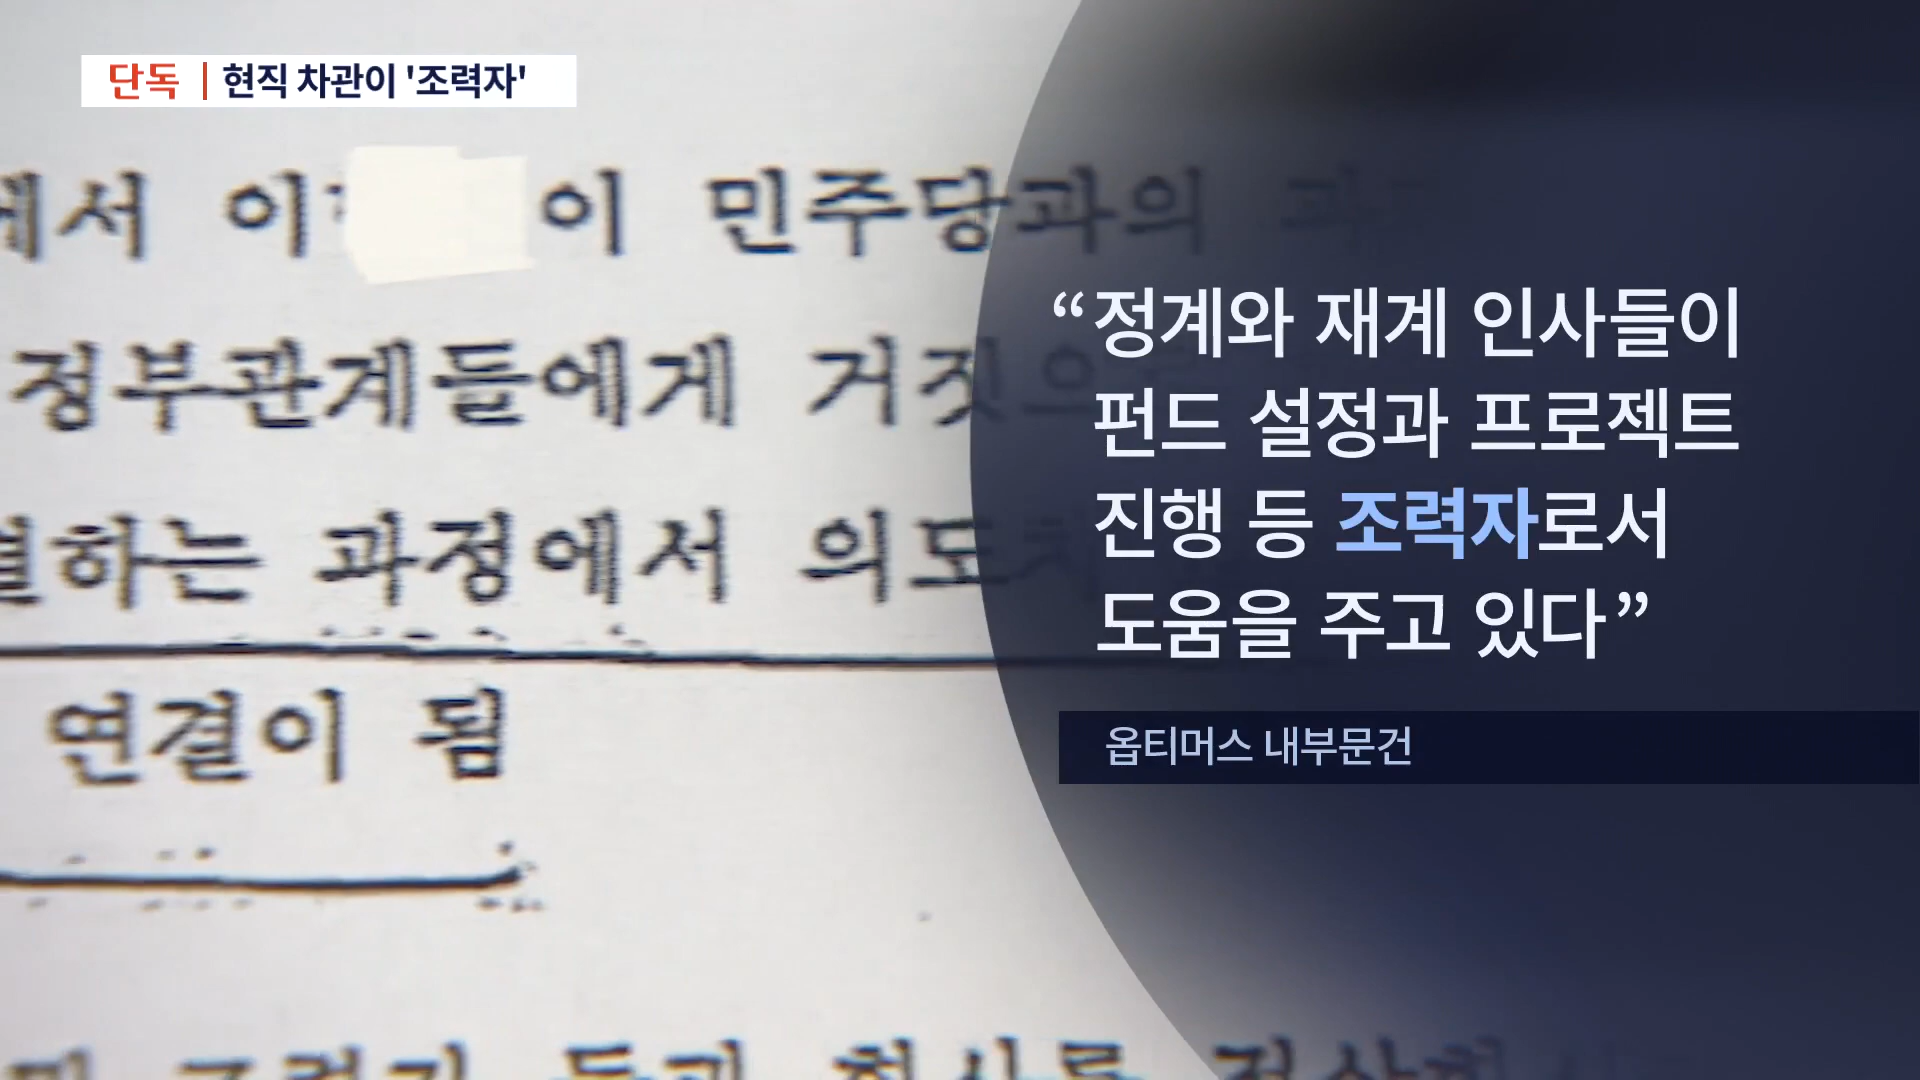 단독 현직 차관이 '조력자'
에서 이 이 민주당과의
정부관계들에게 거짓으
결하는 과정에서 의도치
연결이 됨
“정계와 재계 인사들이
펀드 설정과 프로젝트
진행 등 조력자로서
도움을 주고 있다”
옵티머스 내부문건